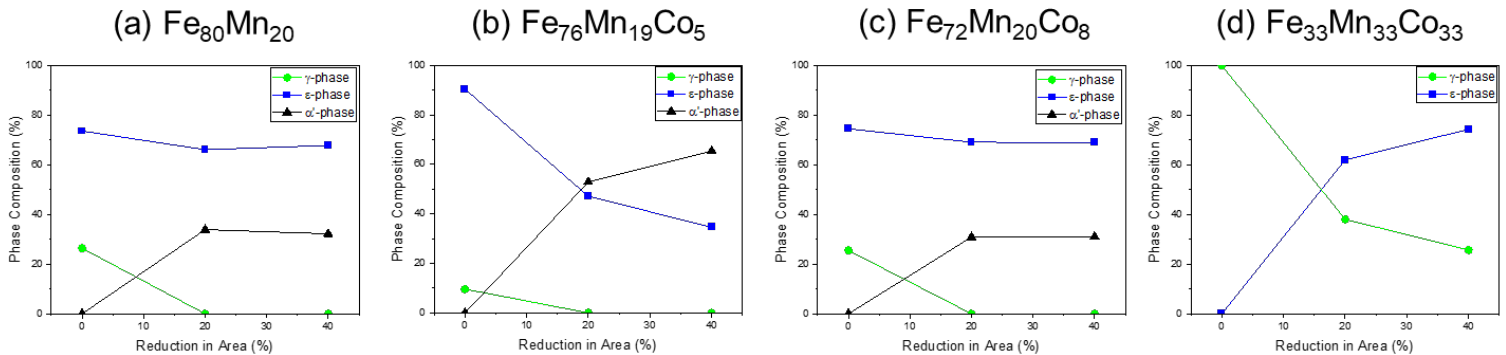 (a) Fe₈₀Mn₂₀
100
80
60
40
20
0
Phase Composition (%)
γ-phase
ε-phase
α'-phase
0 10 20 30 40
Reduction in Area (%)
(b) Fe₇₆Mn₁₉Co₅
100
80
60
40
20
0
Phase Composition (%)
γ-phase
ε-phase
α'-phase
0 10 20 30 40
Reduction in Area (%)
(c) Fe₇₂Mn₂₀Co₈
100
80
60
40
20
0
Phase Composition (%)
γ-phase
ε-phase
α'-phase
0 10 20 30 40
Reduction in Area (%)
(d) Fe₃₃Mn₃₃Co₃₃
100
80
60
40
20
0
Phase Composition (%)
γ-phase
ε-phase
0 10 20 30 40
Reduction in Area (%)